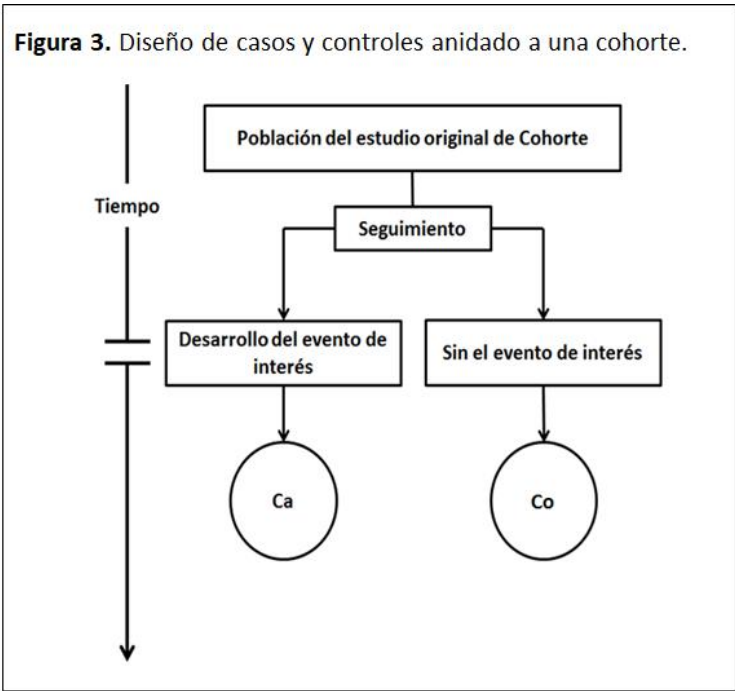 Figura 3. Diseño de casos y controles anidado a una cohorte.
Población del estudio original de Cohorte
Tiempo
Seguimiento
Desarrollo del evento de
interés
Sin el evento de interés
Ca
Co